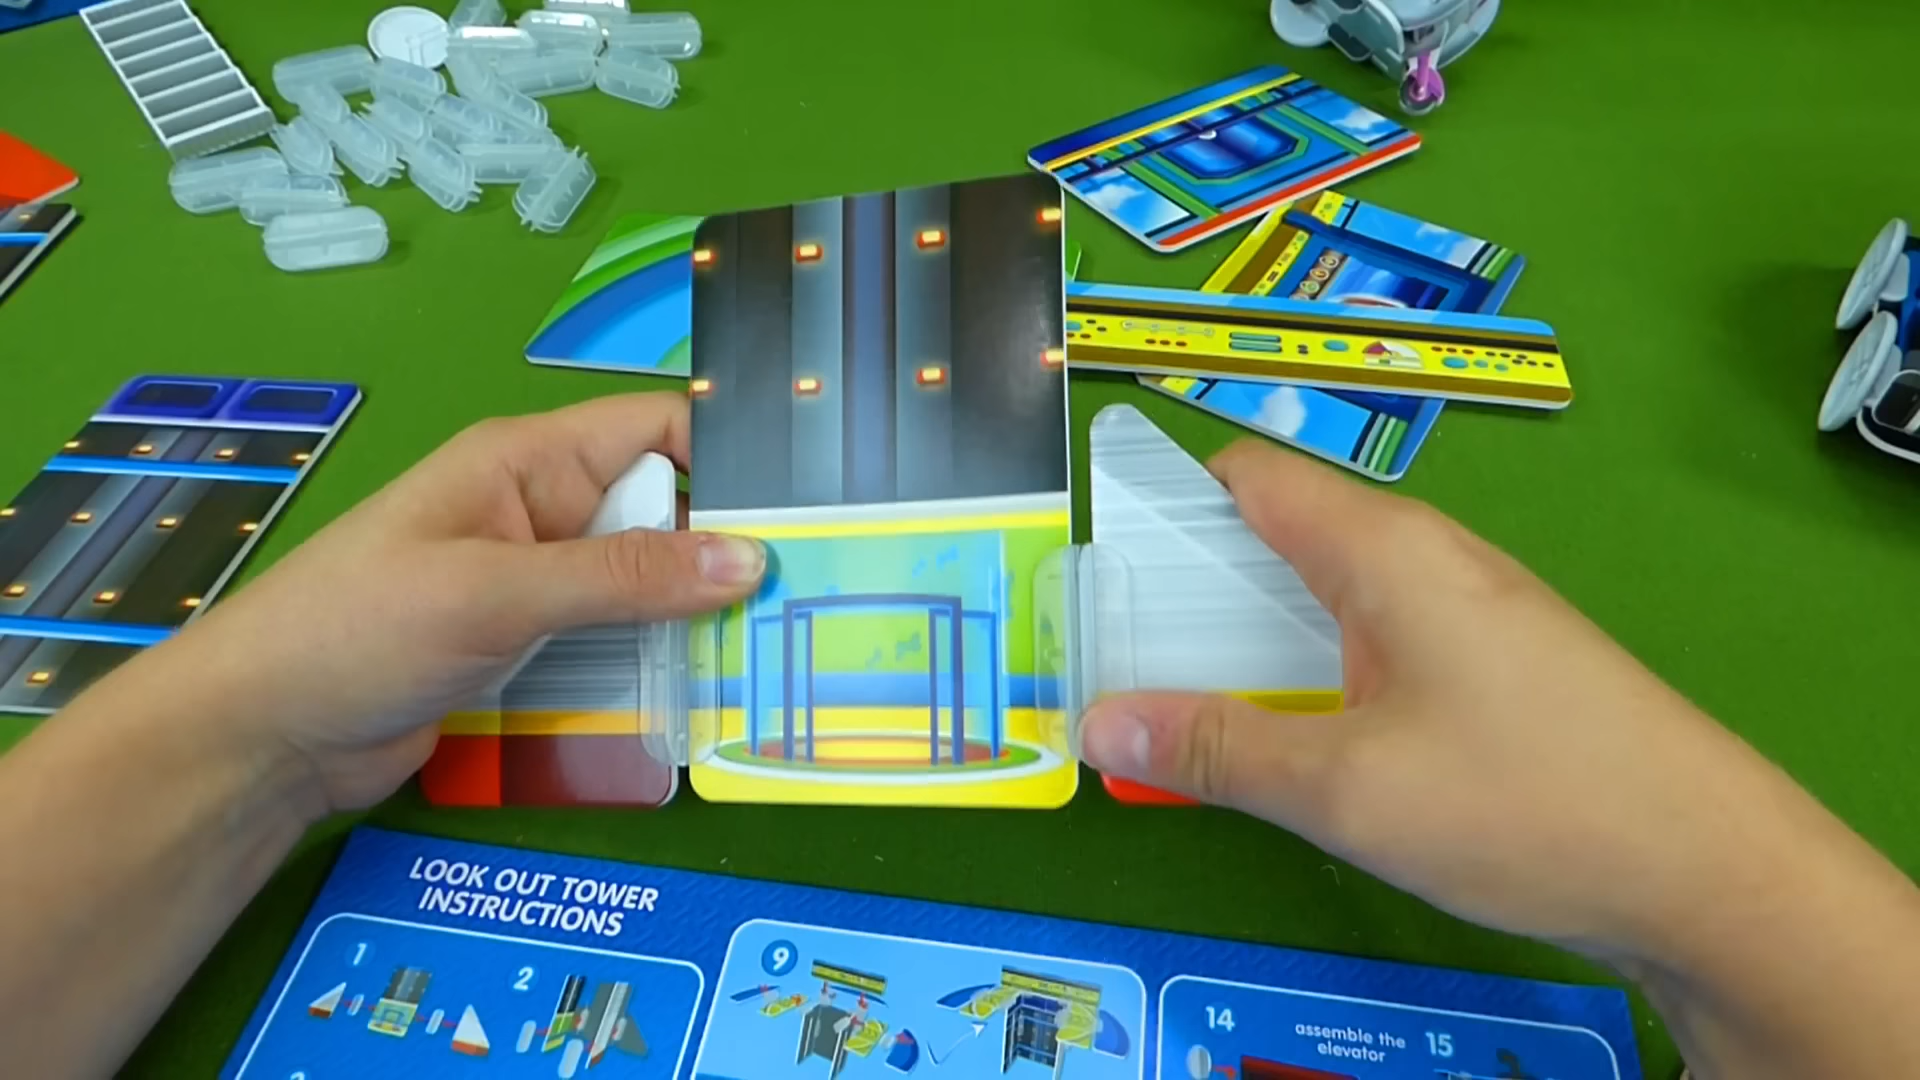 LOOK OUT TOWER
INSTRUCTIONS
1
2
9
14
assemble the
elevator
15